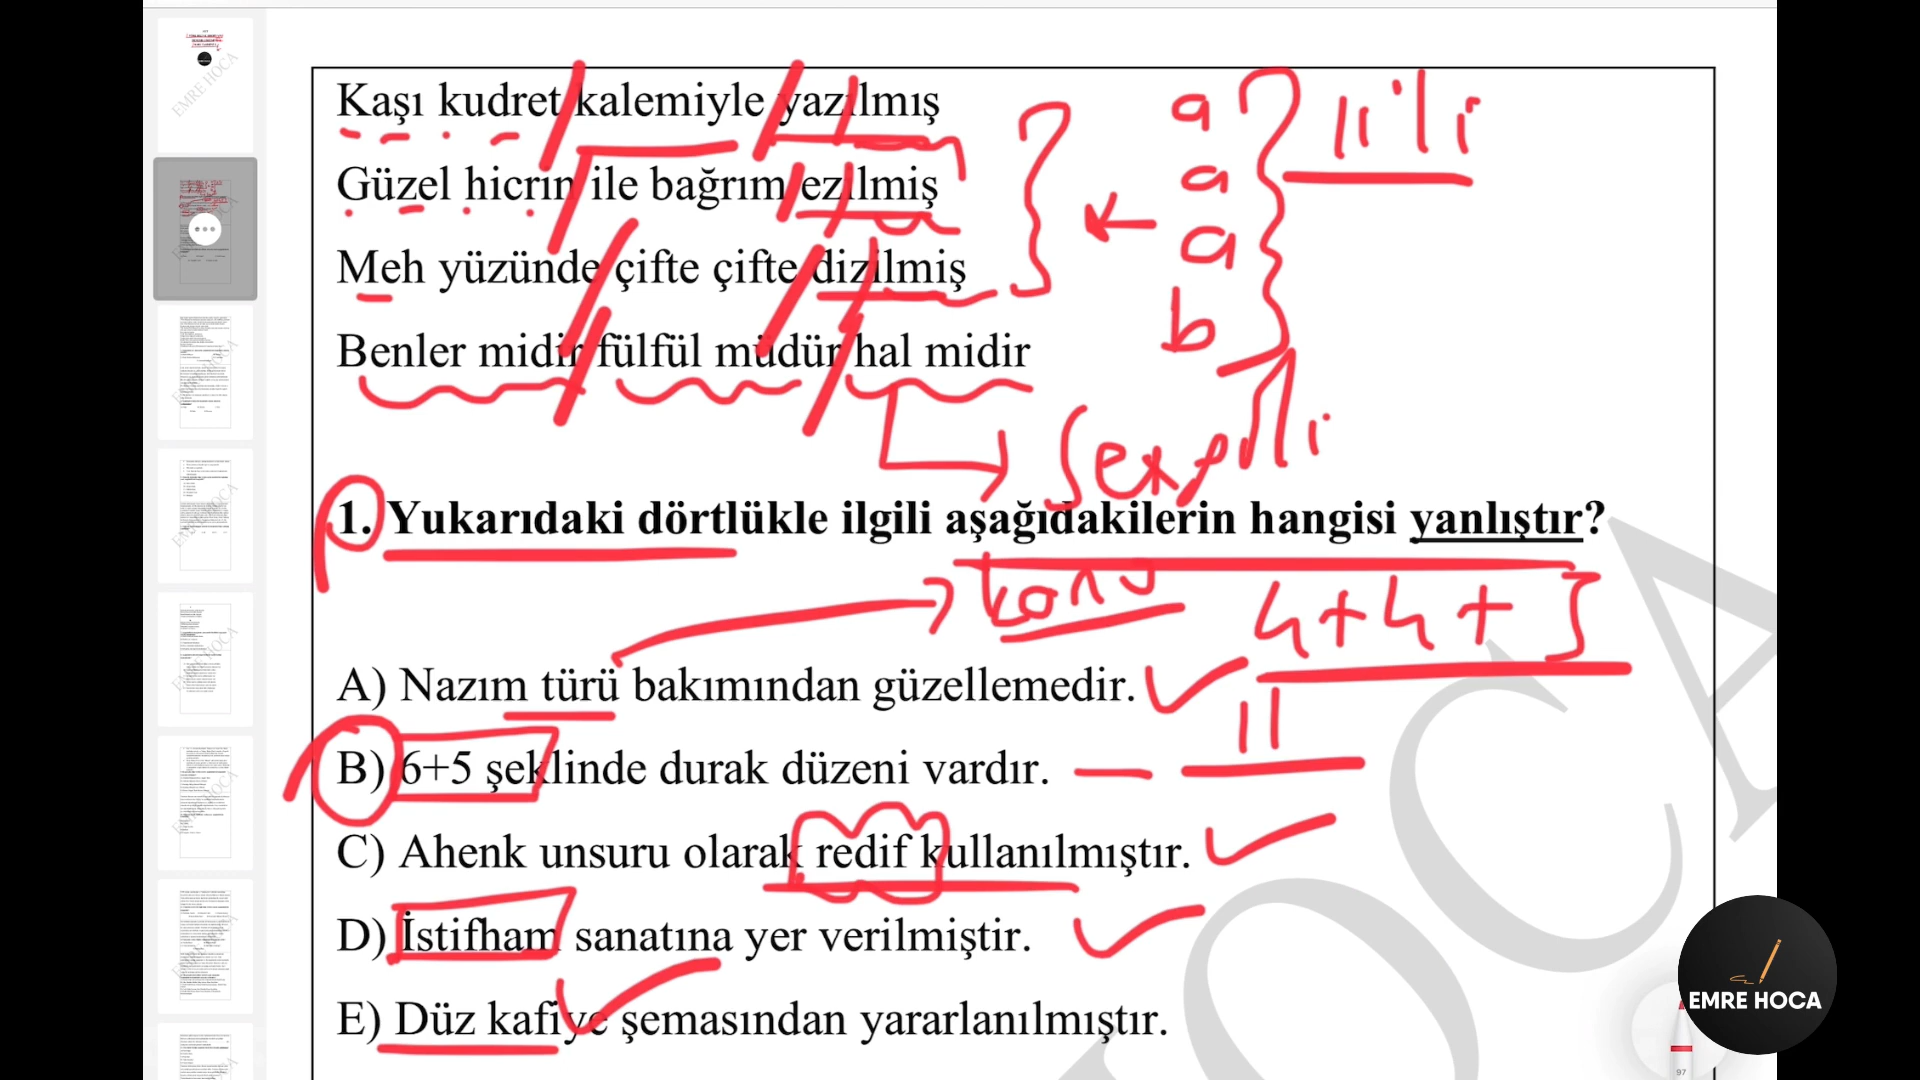 Kaşı kudret kalemiyle yazılmış
Güzel hicrin ile bağrım ezilmiş
Meh yüzünde çifte çifte dizilmiş
Benler midir fülfül müdür hal midir
a
a
a
b
11'li
1. Yukarıdaki dörtlükle ilgili aşağıdakilerin hangisi yanlıştır?
konu
4+4+3
11
A) Nazım türü bakımından güzellemedir.
B) 6+5 şeklinde durak düzeni vardır.
C) Ahenk unsuru olarak redif kullanılmıştır.
D) İstifham sanatına yer verilmiştir.
E) Düz kafiye şemasından yararlanılmıştır.
EMRE HOCA
97